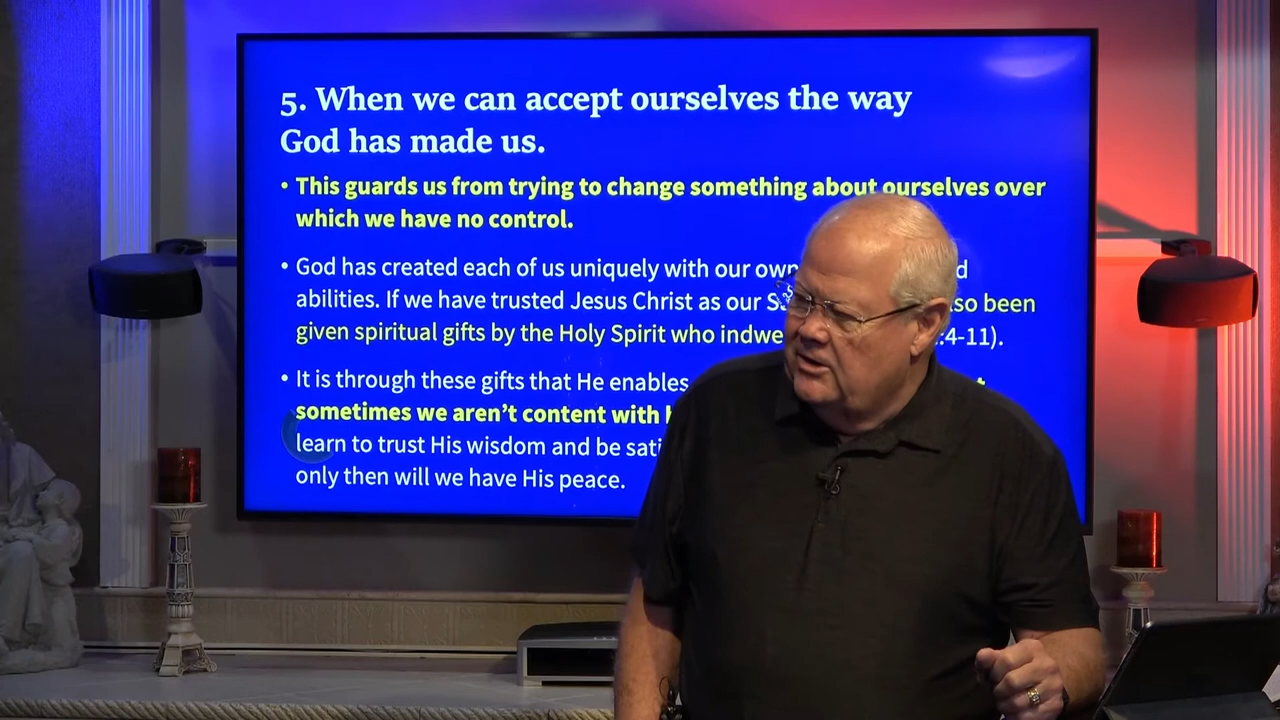 5. When we can accept ourselves the way
God has made us.
• This guards us from trying to change something about ourselves over
which we have no control.
• God has created each of us uniquely with our own
abilities. If we have trusted Jesus Christ as our been
given spiritual gifts by the Holy Spirit who :4-11).
• It is through these gifts that He enables
sometimes we aren't content with
learn to trust His wisdom and be
only then will we have His peace.